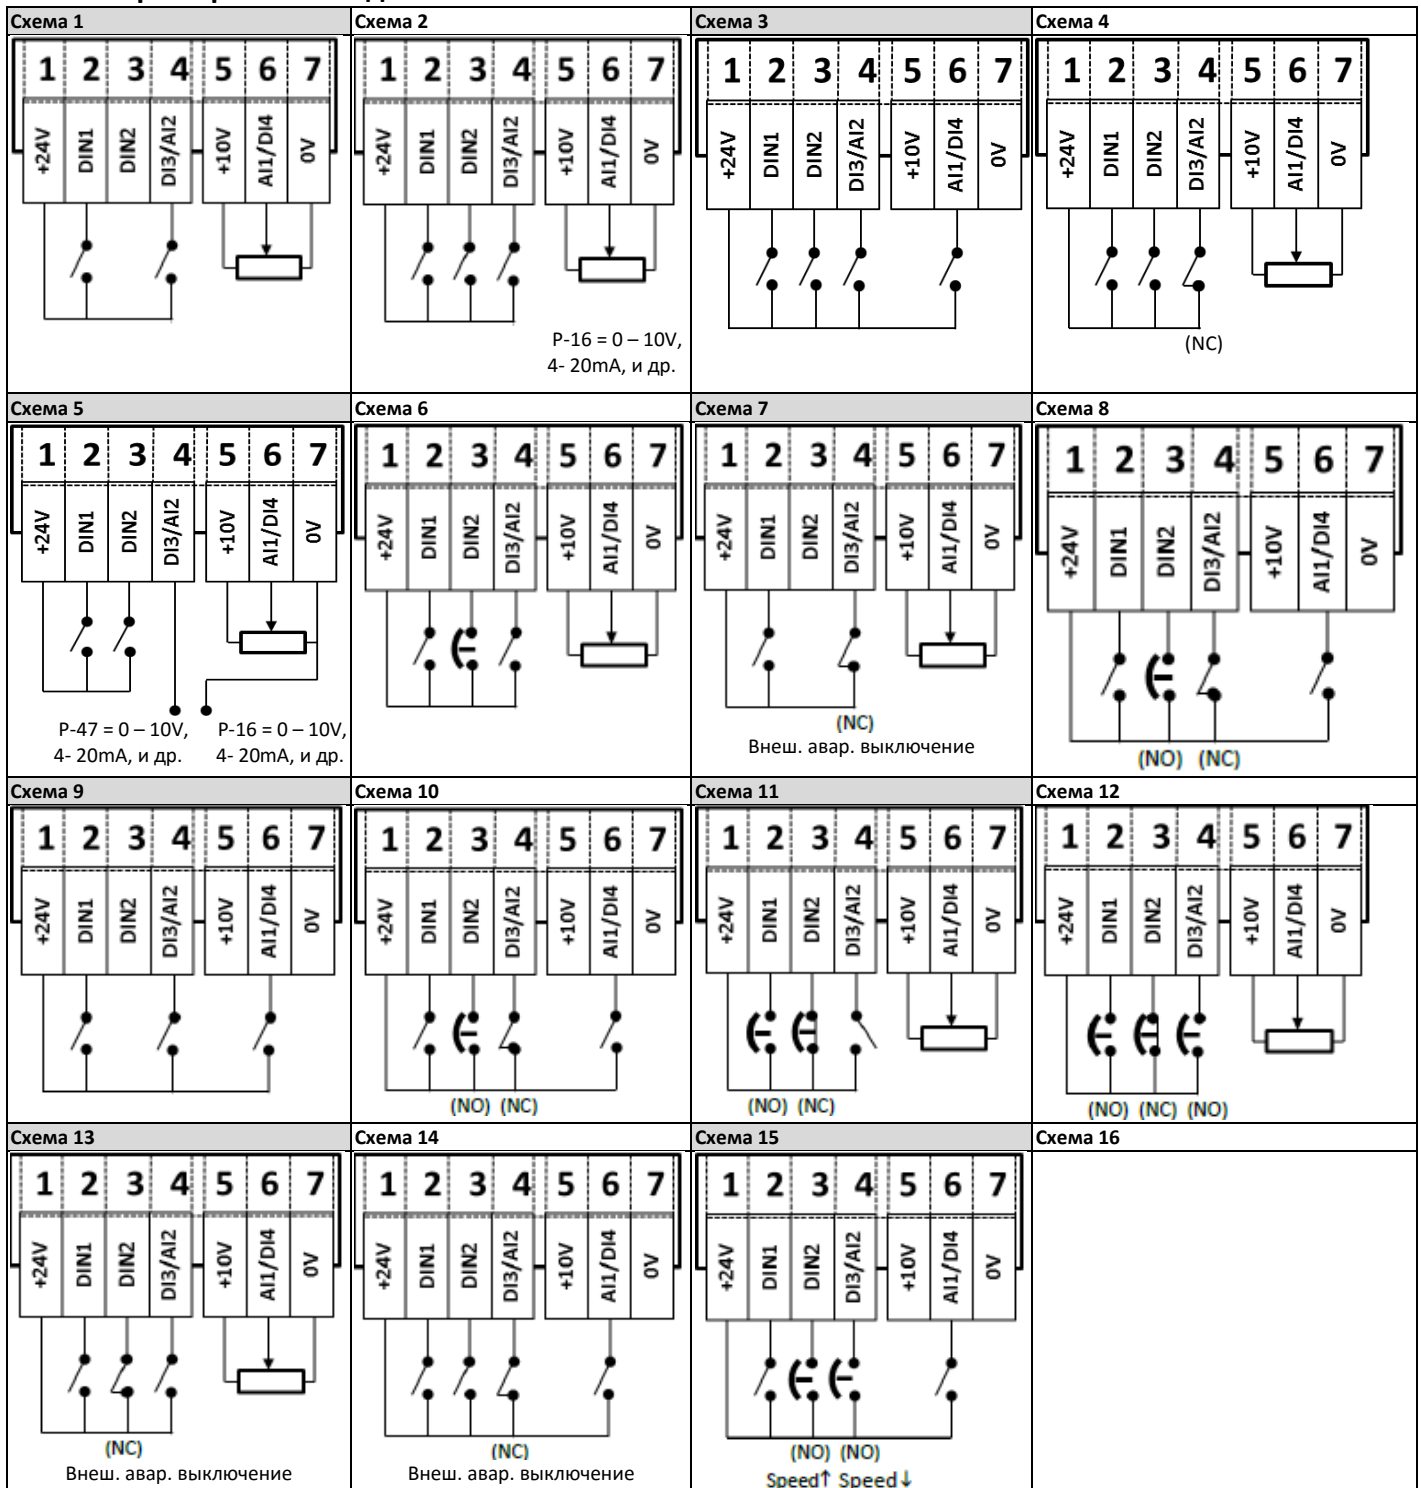 Схема 1 Схема 2 Схема 3 Схема 4
1 2 3 4 5 6 7
+24V DIN1 DIN2 DI3/AI2 +10V AI1/DI4 0V
1 2 3 4 5 6 7
+24V DIN1 DIN2 DI3/AI2 +10V AI1/DI4 0V
P-16 = 0 – 10V,
4- 20mA, и др.
1 2 3 4 5 6 7
+24V DIN1 DIN2 DI3/AI2 +10V AI1/DI4 0V
1 2 3 4 5 6 7
+24V DIN1 DIN2 DI3/AI2 +10V AI1/DI4 0V
(NC)
Схема 5 Схема 6 Схема 7 Схема 8
1 2 3 4 5 6 7
+24V DIN1 DIN2 DI3/AI2 +10V AI1/DI4 0V
P-47 = 0 – 10V, P-16 = 0 – 10V,
4- 20mA, и др. 4- 20mA, и др.
1 2 3 4 5 6 7
+24V DIN1 DIN2 DI3/AI2 +10V AI1/DI4 0V
1 2 3 4 5 6 7
+24V DIN1 DIN2 DI3/AI2 +10V AI1/DI4 0V
(NC)
Внеш. авар. выключение
1 2 3 4 5 6 7
+24V DIN1 DIN2 DI3/AI2 +10V AI1/DI4 0V
(NO) (NC)
Схема 9 Схема 10 Схема 11 Схема 12
1 2 3 4 5 6 7
+24V DIN1 DIN2 DI3/AI2 +10V AI1/DI4 0V
1 2 3 4 5 6 7
+24V DIN1 DIN2 DI3/AI2 +10V AI1/DI4 0V
(NO) (NC)
1 2 3 4 5 6 7
+24V DIN1 DIN2 DI3/AI2 +10V AI1/DI4 0V
(NO) (NC)
1 2 3 4 5 6 7
+24V DIN1 DIN2 DI3/AI2 +10V AI1/DI4 0V
(NO) (NC) (NO)
Схема 13 Схема 14 Схема 15 Схема 16
1 2 3 4 5 6 7
+24V DIN1 DIN2 DI3/AI2 +10V AI1/DI4 0V
(NC)
Внеш. авар. выключение
1 2 3 4 5 6 7
+24V DIN1 DIN2 DI3/AI2 +10V AI1/DI4 0V
(NC)
Внеш. авар. выключение
1 2 3 4 5 6 7
+24V DIN1 DIN2 DI3/AI2 +10V AI1/DI4 0V
(NO) (NO)
Speed↑ Speed↓